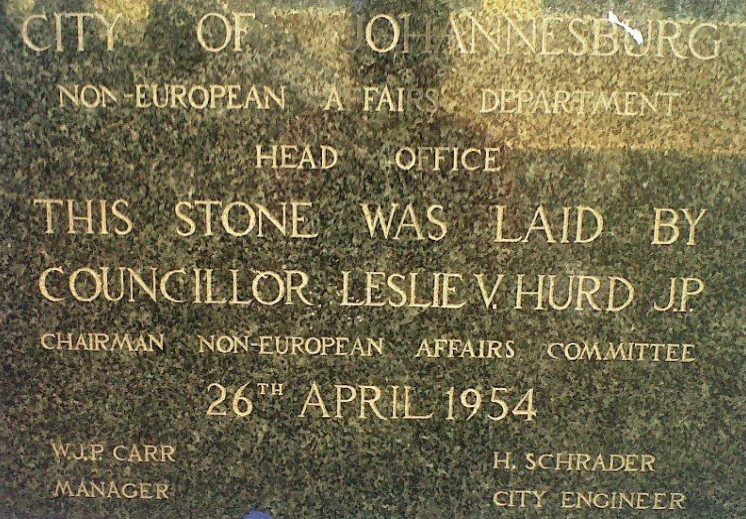 CITY OF JOHANNESBURG
NON-EUROPEAN AFFAIRS DEPARTMENT
HEAD OFFICE
THIS STONE WAS LAID BY
COUNCILLOR LESLIE V. HURD J.P.
CHAIRMAN NON-EUROPEAN AFFAIRS COMMITTEE
26TH APRIL 1954
W.J.P. CARR
MANAGER
H. SCHRADER
CITY ENGINEER